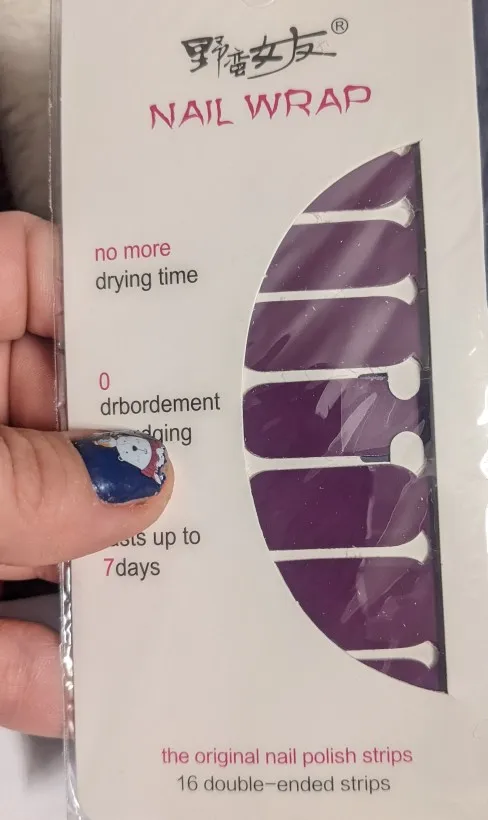 野蛮女友®
NAIL WRAP
no more
drying time
0
drbordement
up to
7days
the original nail polish strips
16 double-ended strips